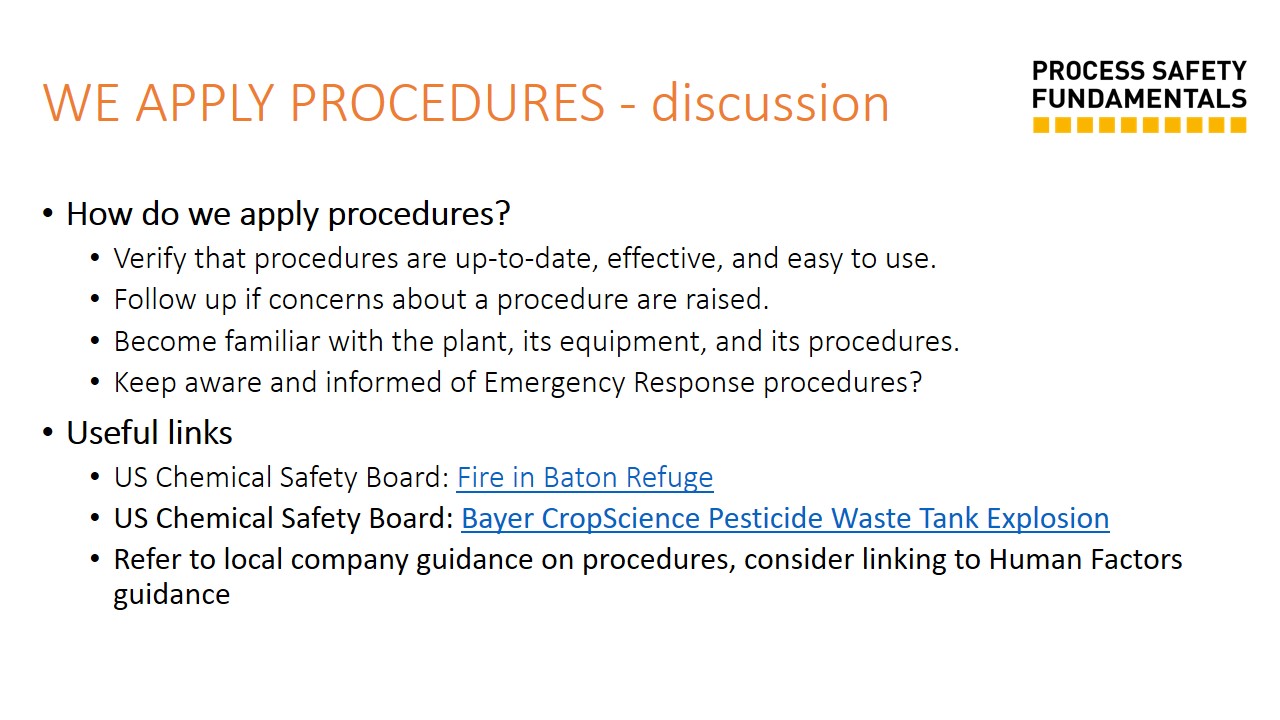 WE APPLY PROCEDURES - discussion
PROCESS SAFETY
FUNDAMENTALS
• How do we apply procedures?
• Verify that procedures are up-to-date, effective, and easy to use.
• Follow up if concerns about a procedure are raised.
• Become familiar with the plant, its equipment, and its procedures.
• Keep aware and informed of Emergency Response procedures?
• Useful links
• US Chemical Safety Board: Fire in Baton Refuge
• US Chemical Safety Board: Bayer CropScience Pesticide Waste Tank Explosion
• Refer to local company guidance on procedures, consider linking to Human Factors
guidance